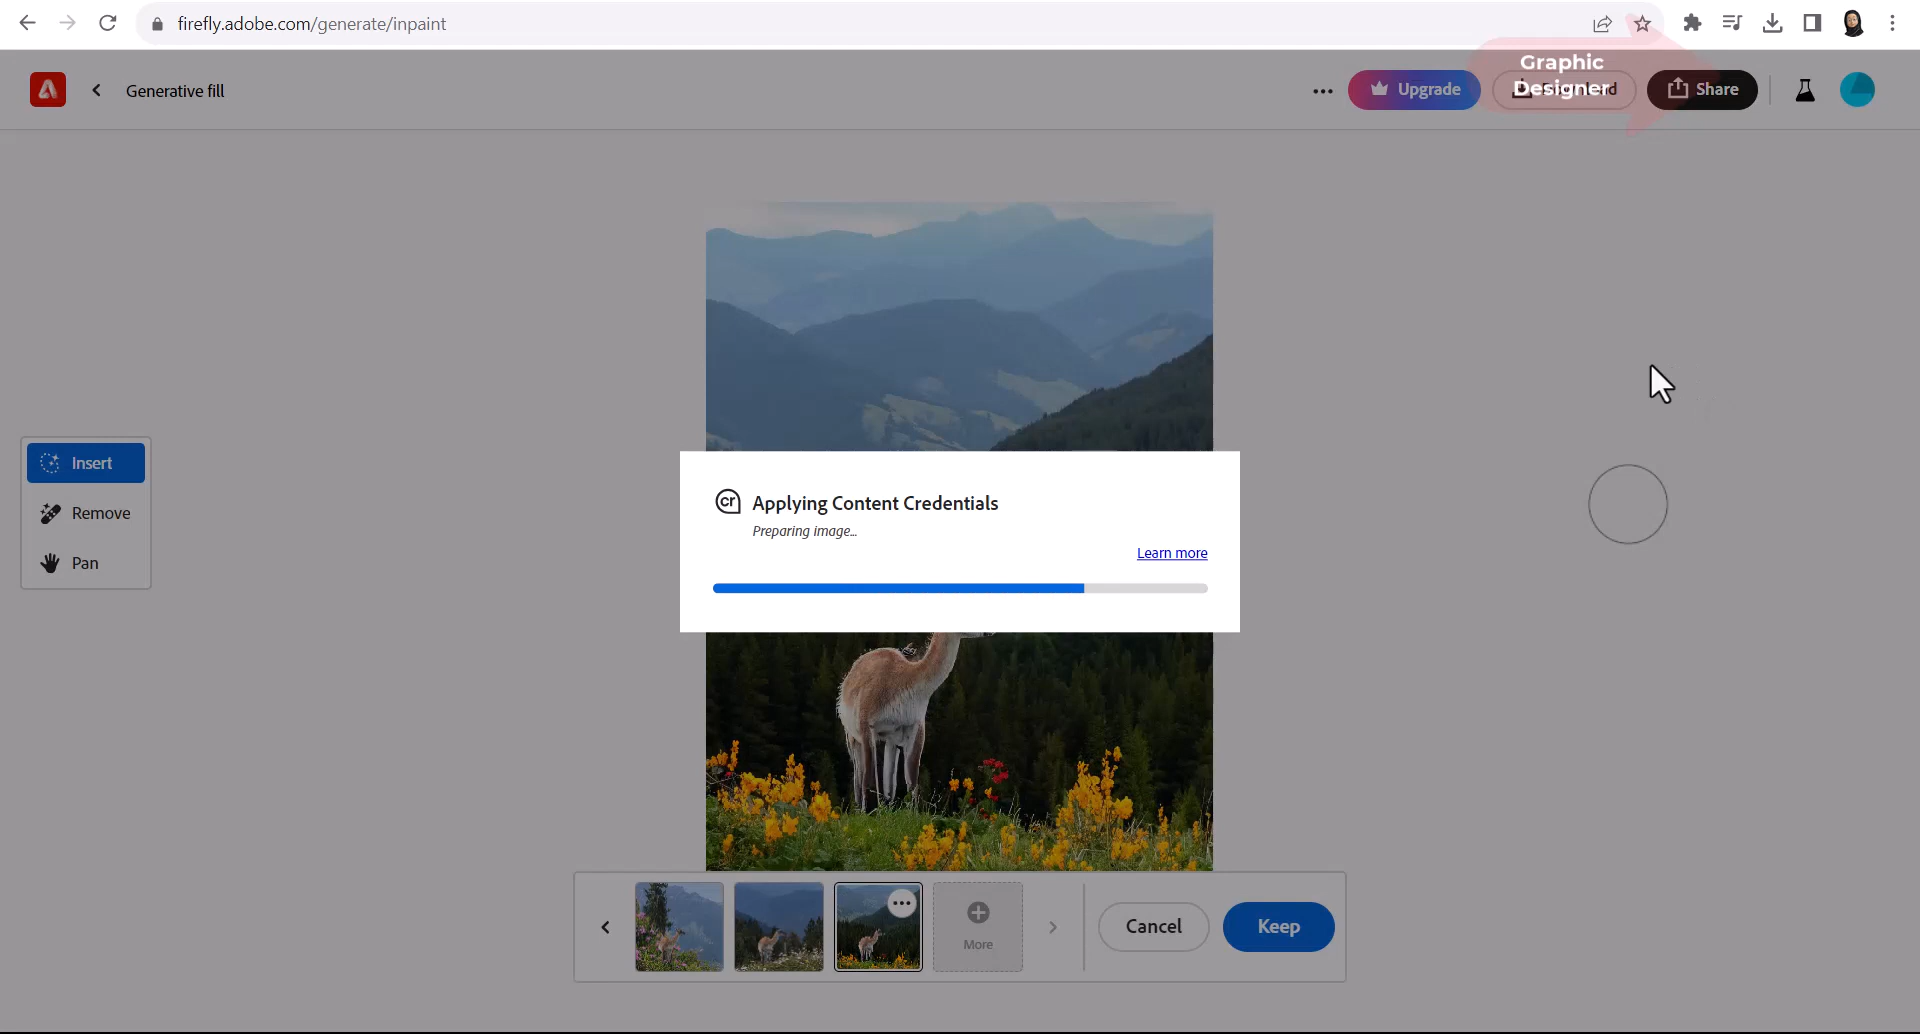 firefly.adobe.com/generate/inpaint
Generative fill
Upgrade
Graphic
Designer
Share
Insert
Remove
Pan
cr
Applying Content Credentials
Preparing image...
Learn more
More
Cancel
Keep